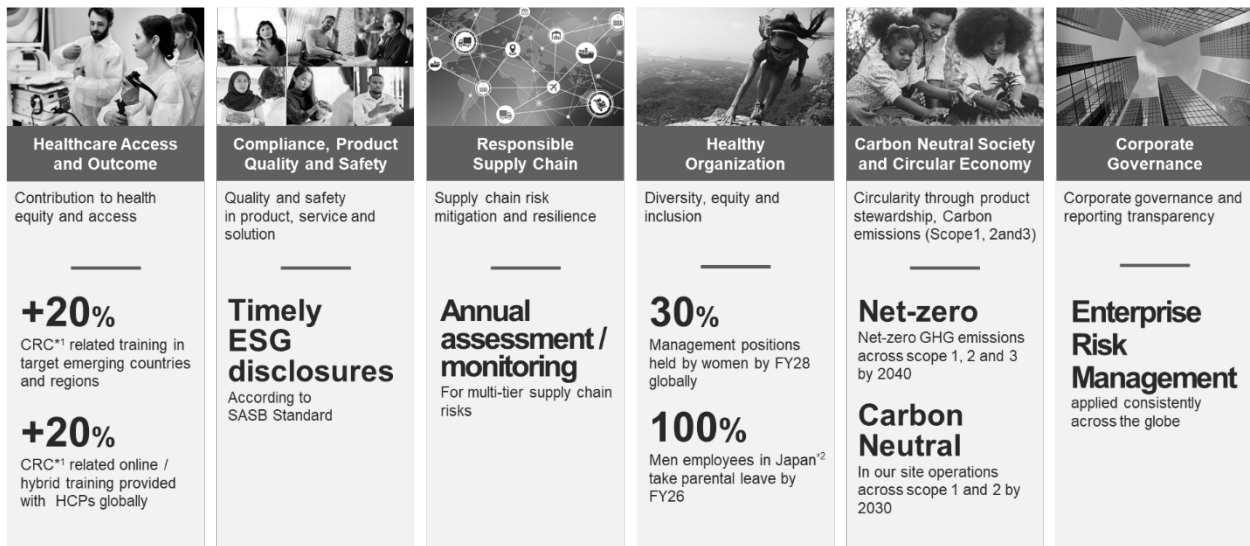 Healthcare Access
and Outcome
Contribution to health
equity and access
+20%
CRC*1 related training in
target emerging countries
and regions
+20%
CRC*1 related online /
hybrid training provided
with HCPs globally
Compliance, Product
Quality and Safety
Quality and safety
in product, service and
solution
Timely
ESG
disclosures
According to
SASB Standard
Responsible
Supply Chain
Supply chain risk
mitigation and resilience
Annual
assessment /
monitoring
For multi-tier supply chain
risks
Healthy
Organization
Diversity, equity and
inclusion
30%
Management positions
held by women by FY28
globally
100%
Men employees in Japan*2
take parental leave by
FY26
Carbon Neutral Society
and Circular Economy
Circularity through product
stewardship, Carbon
emissions (Scope1, 2and3)
Net-zero
Net-zero GHG emissions
across scope 1, 2 and 3
by 2040
Carbon
Neutral
In our site operations
across scope 1 and 2 by
2030
Corporate
Governance
Corporate governance and
reporting transparency
Enterprise
Risk
Management
applied consistently
across the globe